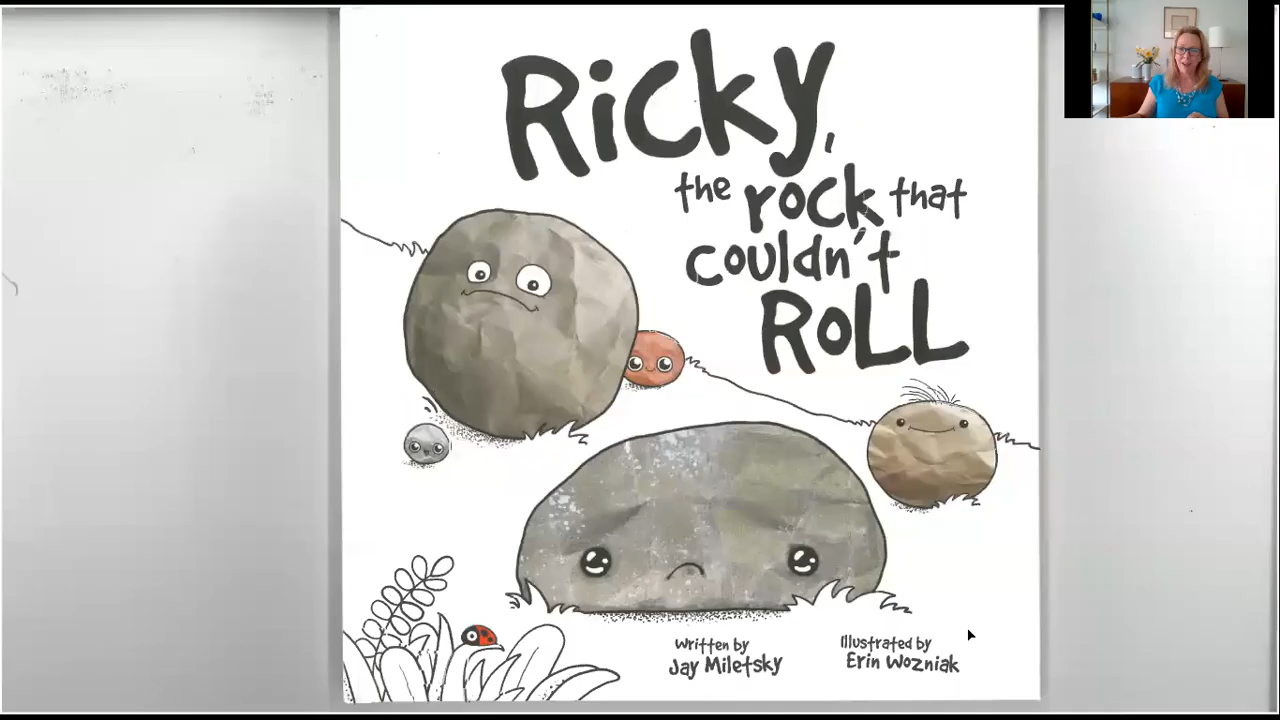 Ricky,
the rock that
couldn't
ROLL
Written by
Jay Miletsky
Illustrated by
Erin Wozniak